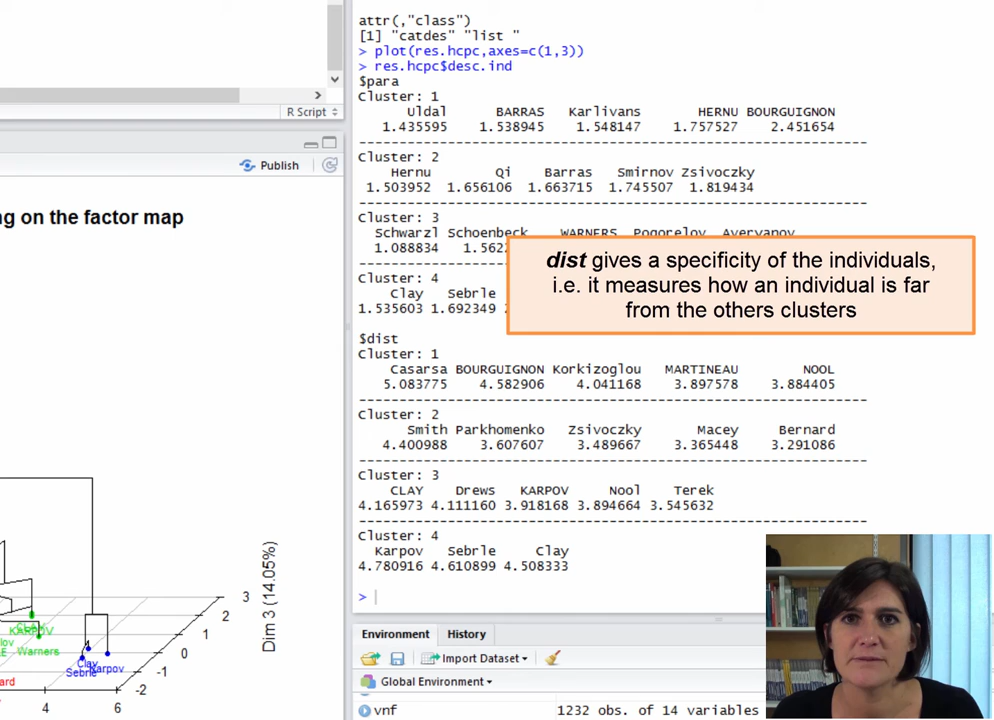 attr(,"class")
[1] "catdes" "list "
> plot(res.hcpc,axes=c(1,3))
> res.hcpc$desc.ind
$para
Cluster: 1
Uldal BARRAS Karlivans HERNU BOURGUIGNON
1.435595 1.538945 1.548147 1.757527 2.451654
------------------------------------------------------------
Cluster: 2
Hernu Qi Barras Smirnov Zsivoczky
1.503952 1.656106 1.663715 1.745507 1.819434
------------------------------------------------------------
Cluster: 3
Schwarzl Schoenbeck WARNERS Pogorelov Averyanov
1.088834 1.562
Cluster: 4
Clay Sebrle
1.535603 1.692349
dist gives a specificity of the individuals,
i.e. it measures how an individual is far
from the others clusters
$dist
Cluster: 1
Casarsa BOURGUIGNON Korkizoglou MARTINEAU NOOL
5.083775 4.582906 4.041168 3.897578 3.884405
------------------------------------------------------------
Cluster: 2
Smith Parkhomenko Zsivoczky Macey Bernard
4.400988 3.607607 3.489667 3.365448 3.291086
------------------------------------------------------------
Cluster: 3
CLAY Drews KARPOV Nool Terek
4.165973 4.111160 3.918168 3.894664 3.545632
------------------------------------------------------------
Cluster: 4
Karpov Sebrle Clay
4.780916 4.610899 4.508333
>
R Script
Publish
ng on the factor map
Dim 3 (14.05%)
3
2
1
0
-1
-2
4
6
KARPOV
Warners
Clay
Sebrle
Karpov
Environment History
Import Dataset
Global Environment
vnf 1232 obs. of 14 variables